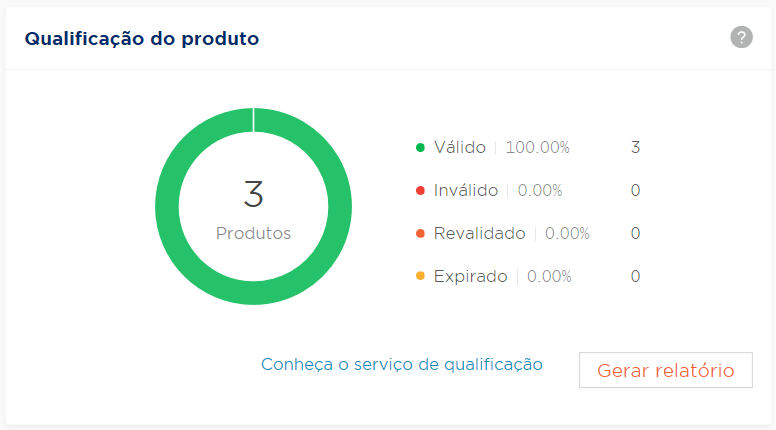 Qualificação do produto
?
3
Produtos
Válido 100.00% 3
Inválido 0.00% 0
Revalidado 0.00% 0
Expirado 0.00% 0
Conheça o serviço de qualificação
Gerar relatório